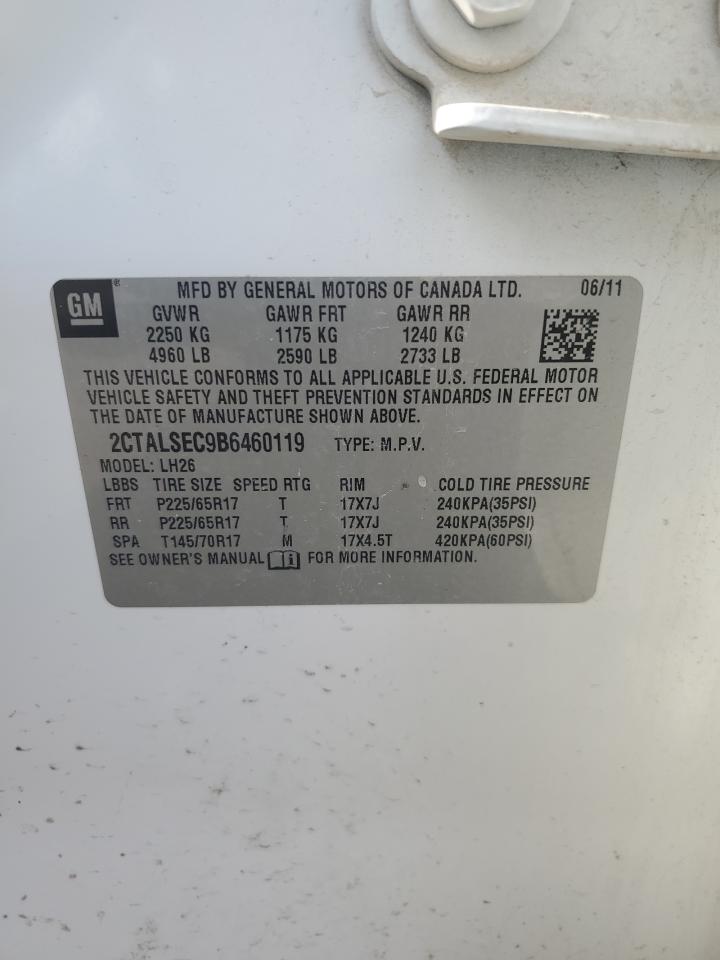 GM ® MFD BY GENERAL MOTORS OF CANADA LTD. 06/11
GVWR GAWR FRT GAWR RR
2250 KG 1175 KG 1240 KG
4960 LB 2590 LB 2733 LB
THIS VEHICLE CONFORMS TO ALL APPLICABLE U.S. FEDERAL MOTOR
VEHICLE SAFETY AND THEFT PREVENTION STANDARDS IN EFFECT ON
THE DATE OF MANUFACTURE SHOWN ABOVE.
2CTALSEC9B6460119 TYPE: M.P.V.
MODEL: LH26
LBBS TIRE SIZE SPEED RTG RIM COLD TIRE PRESSURE
FRT P225/65R17 T 17X7J 240KPA(35PSI)
RR P225/65R17 T 17X7J 240KPA(35PSI)
SPA T145/70R17 M 17X4.5T 420KPA(60PSI)
SEE OWNER'S MANUAL FOR MORE INFORMATION.